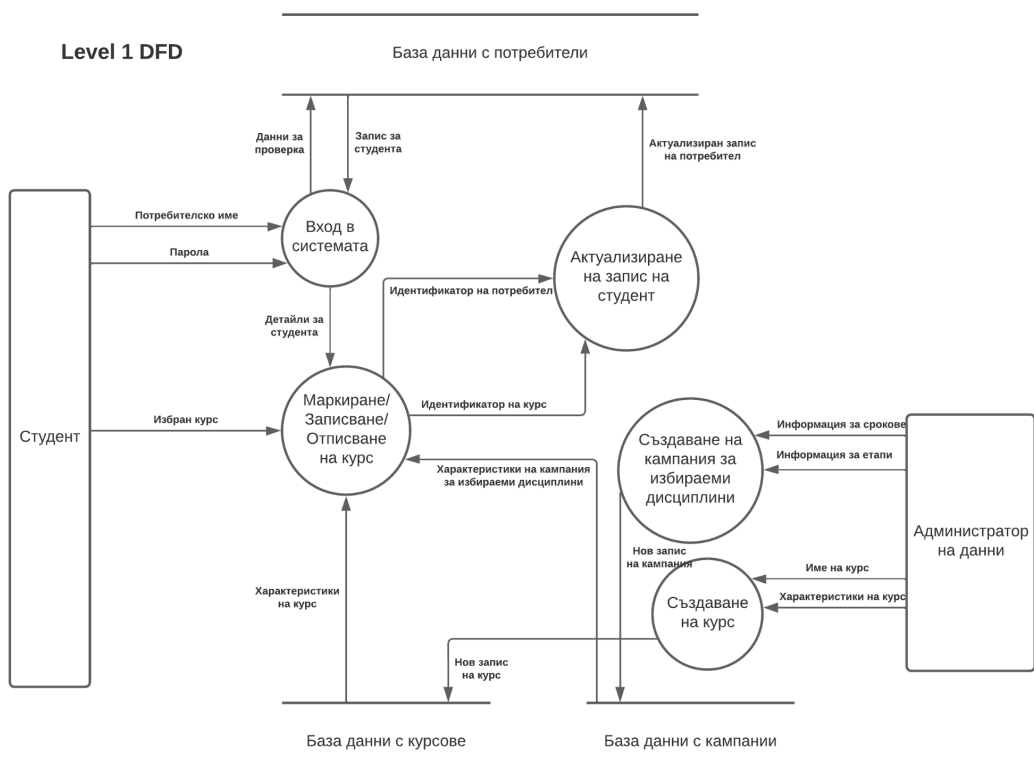 Level 1 DFD
База данни с потребители
Данни за
проверка
Запис за
студента
Актуализиран запис
на потребител
Потребителско име
Парола
Вход в
системата
Актуализиране
на запис на
студент
Идентификатор на потребител
Детайли за
студента
Студент
Избран курс
Маркиране/
Записване/
Отписване
на курс
Идентификатор на курс
Характеристики на кампания
за избираеми дисциплини
Създаване на
кампания за
избираеми
дисциплини
Информация за срокове
Информация за етапи
Администратор
на данни
Нов запис
на кампания
Име на курс
Характеристики на курс
Създаване
на курс
Характеристики
на курс
Нов запис
на курс
База данни с курсове
База данни с кампании